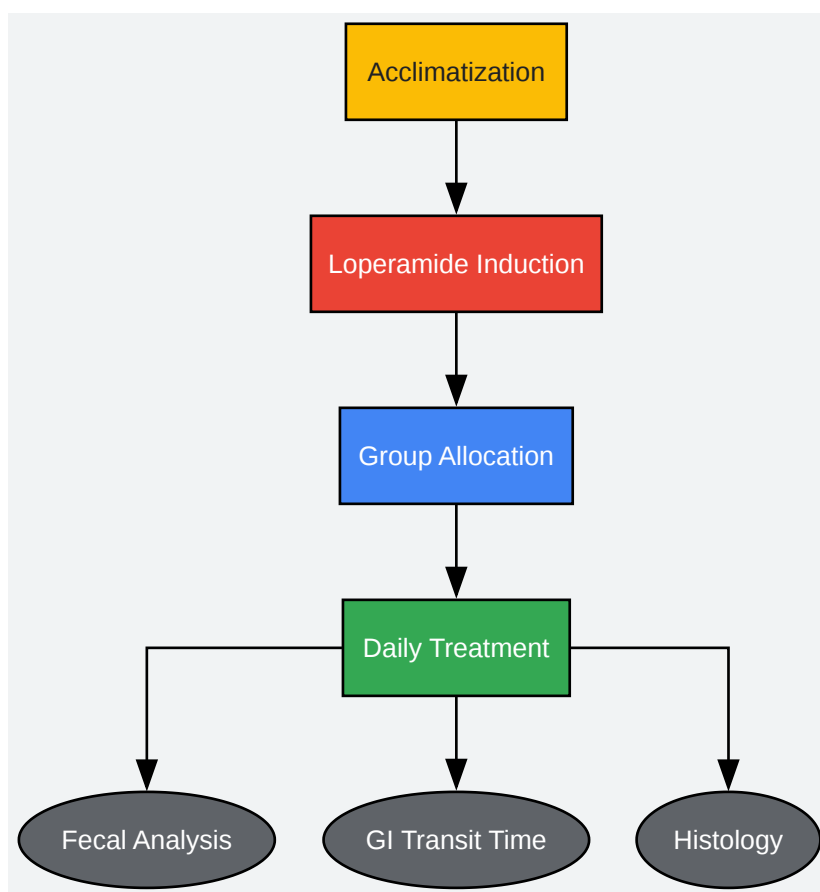 Acclimatization
Loperamide Induction
Group Allocation
Daily Treatment
Fecal Analysis
GI Transit Time
Histology